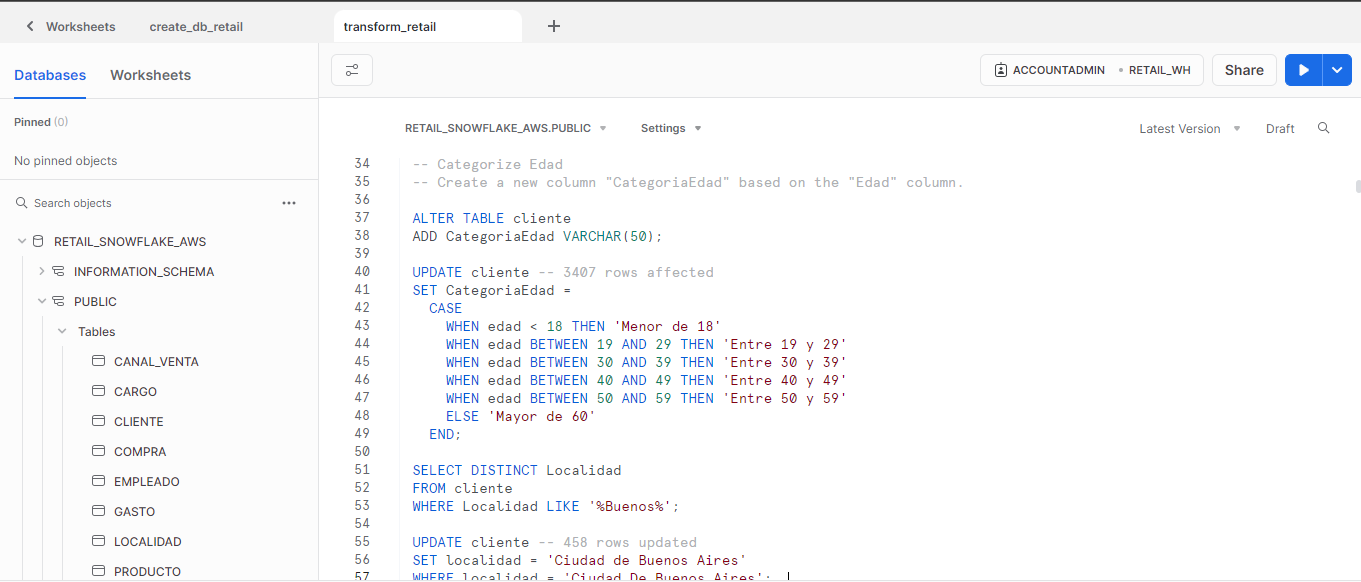 Worksheets
create_db_retail
transform_retail
Databases
Worksheets
ACCOUNTADMIN
RETAIL_WH
Share
Pinned (0)
No pinned objects
Search objects
RETAIL_SNOWFLAKE_AWS
INFORMATION_SCHEMA
PUBLIC
Tables
CANAL_VENTA
CARGO
CLIENTE
COMPRA
EMPLEADO
GASTO
LOCALIDAD
PRODUCTO
RETAIL_SNOWFLAKE_AWS.PUBLIC
Settings
Latest Version
Draft
34 -- Categorize Edad
35 -- Create a new column "CategoriaEdad" based on the "Edad" column.
36
37 ALTER TABLE cliente
38 ADD CategoriaEdad VARCHAR(50);
39
40 UPDATE cliente -- 3407 rows affected
41 SET CategoriaEdad =
42 CASE
43 WHEN edad < 18 THEN 'Menor de 18'
44 WHEN edad BETWEEN 19 AND 29 THEN 'Entre 19 y 29'
45 WHEN edad BETWEEN 30 AND 39 THEN 'Entre 30 y 39'
46 WHEN edad BETWEEN 40 AND 49 THEN 'Entre 40 y 49'
47 WHEN edad BETWEEN 50 AND 59 THEN 'Entre 50 y 59'
48 ELSE 'Mayor de 60'
49 END;
50
51 SELECT DISTINCT Localidad
52 FROM cliente
53 WHERE Localidad LIKE '%Buenos%';
54
55 UPDATE cliente -- 458 rows updated
56 SET localidad = 'Ciudad de Buenos Aires'
57 WHERE localidad = 'Ciudad De Buenos Aires';